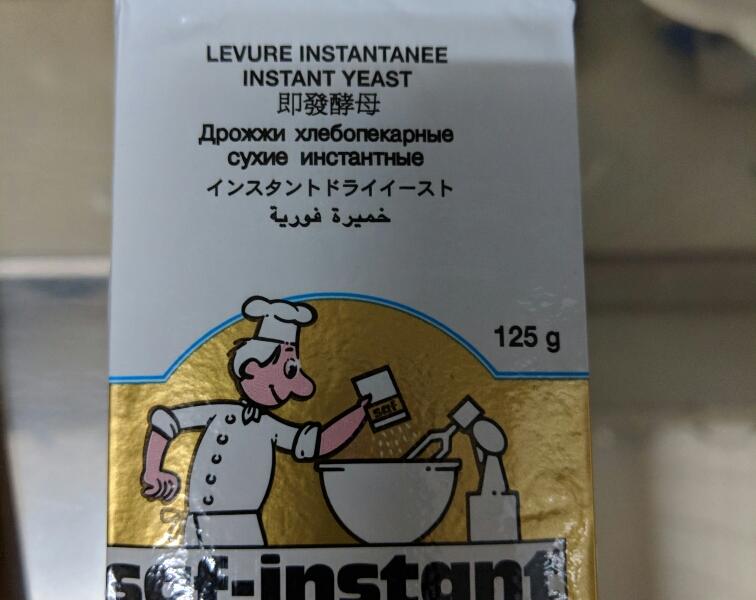 LEVURE INSTANTANEE
INSTANT YEAST
即發酵母
Дрожжи хлебопекарные
сухие инстантные
インスタントドライイースト
خميرة فورية
125 g
saf
saf-instant